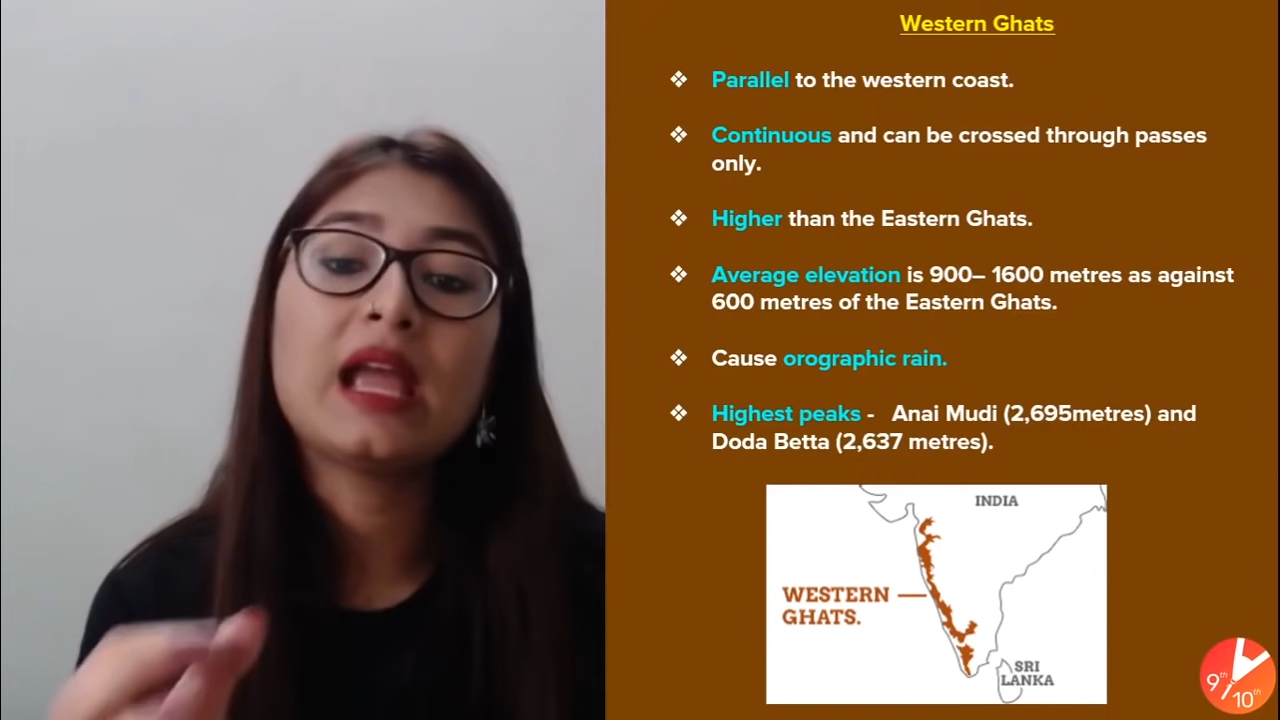 Western Ghats
❖ Parallel to the western coast.
❖ Continuous and can be crossed through passes
only.
❖ Higher than the Eastern Ghats.
❖ Average elevation is 900– 1600 metres as against
600 metres of the Eastern Ghats.
❖ Cause orographic rain.
❖ Highest peaks - Anai Mudi (2,695metres) and
Doda Betta (2,637 metres).
INDIA
WESTERN
GHATS.
SRI
LANKA
9th
10th